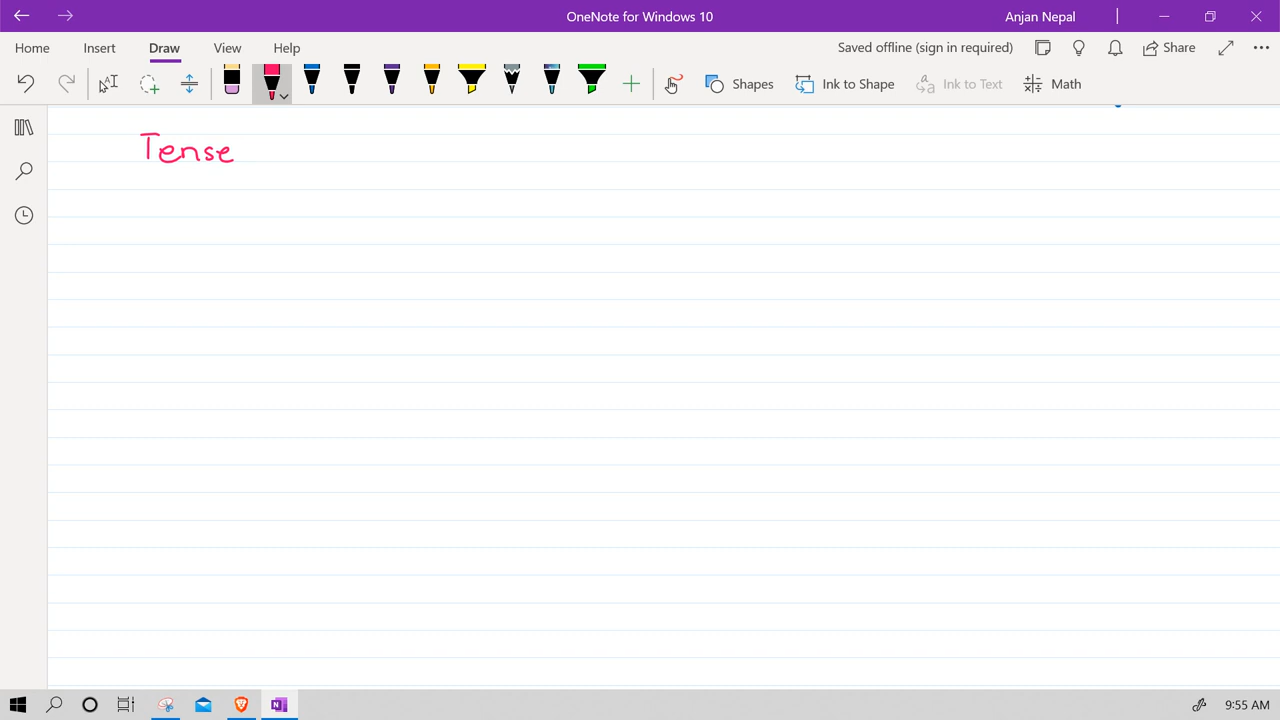 OneNote for Windows 10
Anjan Nepal
Home Insert Draw View Help
Saved offline (sign in required)
Share
Shapes
Ink to Shape
Ink to Text
Math
Tense
9:55 AM